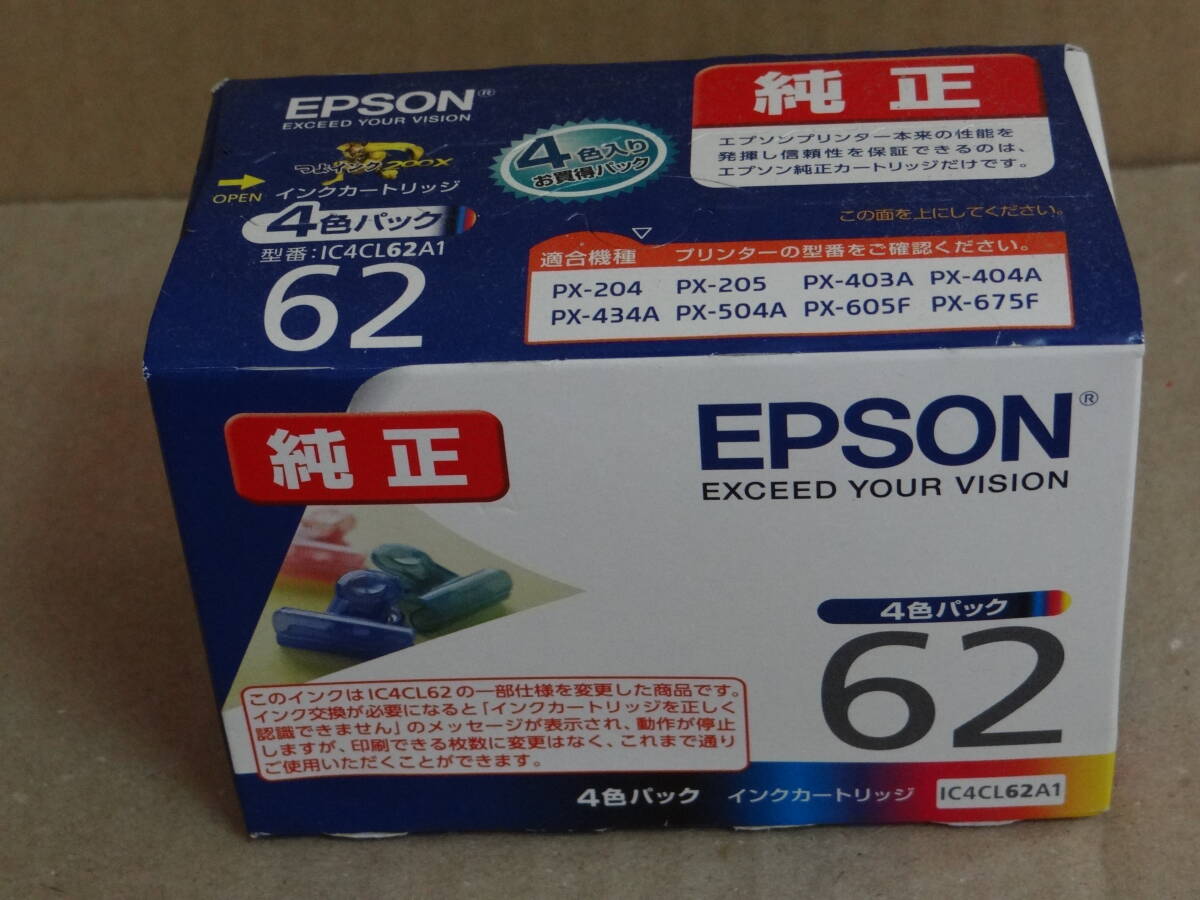 EPSON®
EXCEED YOUR VISION
つよインク200X
OPEN
インクカートリッジ
4色パック
型番:IC4CL62A1
62
4色入り
お買得パック
純正
エプソンプリンター本来の性能を
発揮し信頼性を保証できるのは、
エプソン純正カートリッジだけです。
この面を上にしてください。
適合機種 プリンターの型番をご確認ください。
PX-204 PX-205 PX-403A PX-404A
PX-434A PX-504A PX-605F PX-675F
純正
EPSON®
EXCEED YOUR VISION
4色パック
62
このインクはIC4CL62の一部仕様を変更した商品です。
インク交換が必要になると「インクカートリッジを正しく
認識できません」のメッセージが表示され、動作が停止
しますが、印刷できる枚数に変更はなく、これまで通り
ご使用いただくことができます。
4色パック インクカートリッジ IC4CL62A1